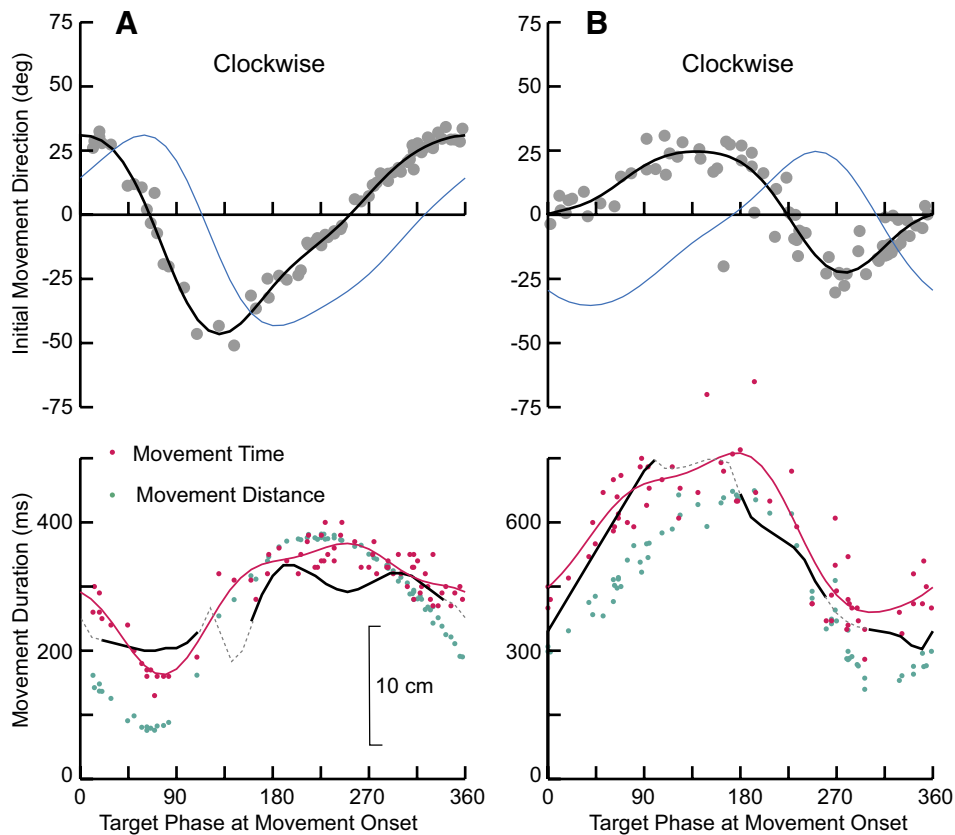 A
B
Clockwise
Clockwise
Initial Movement Direction (deg)
75
50
25
0
-25
-50
-75
75
50
25
0
-25
-50
-75
Movement Time
Movement Distance
Movement Duration (ms)
400
200
0
10 cm
600
300
0
0 90 180 270 360
0 90 180 270 360
Target Phase at Movement Onset
Target Phase at Movement Onset